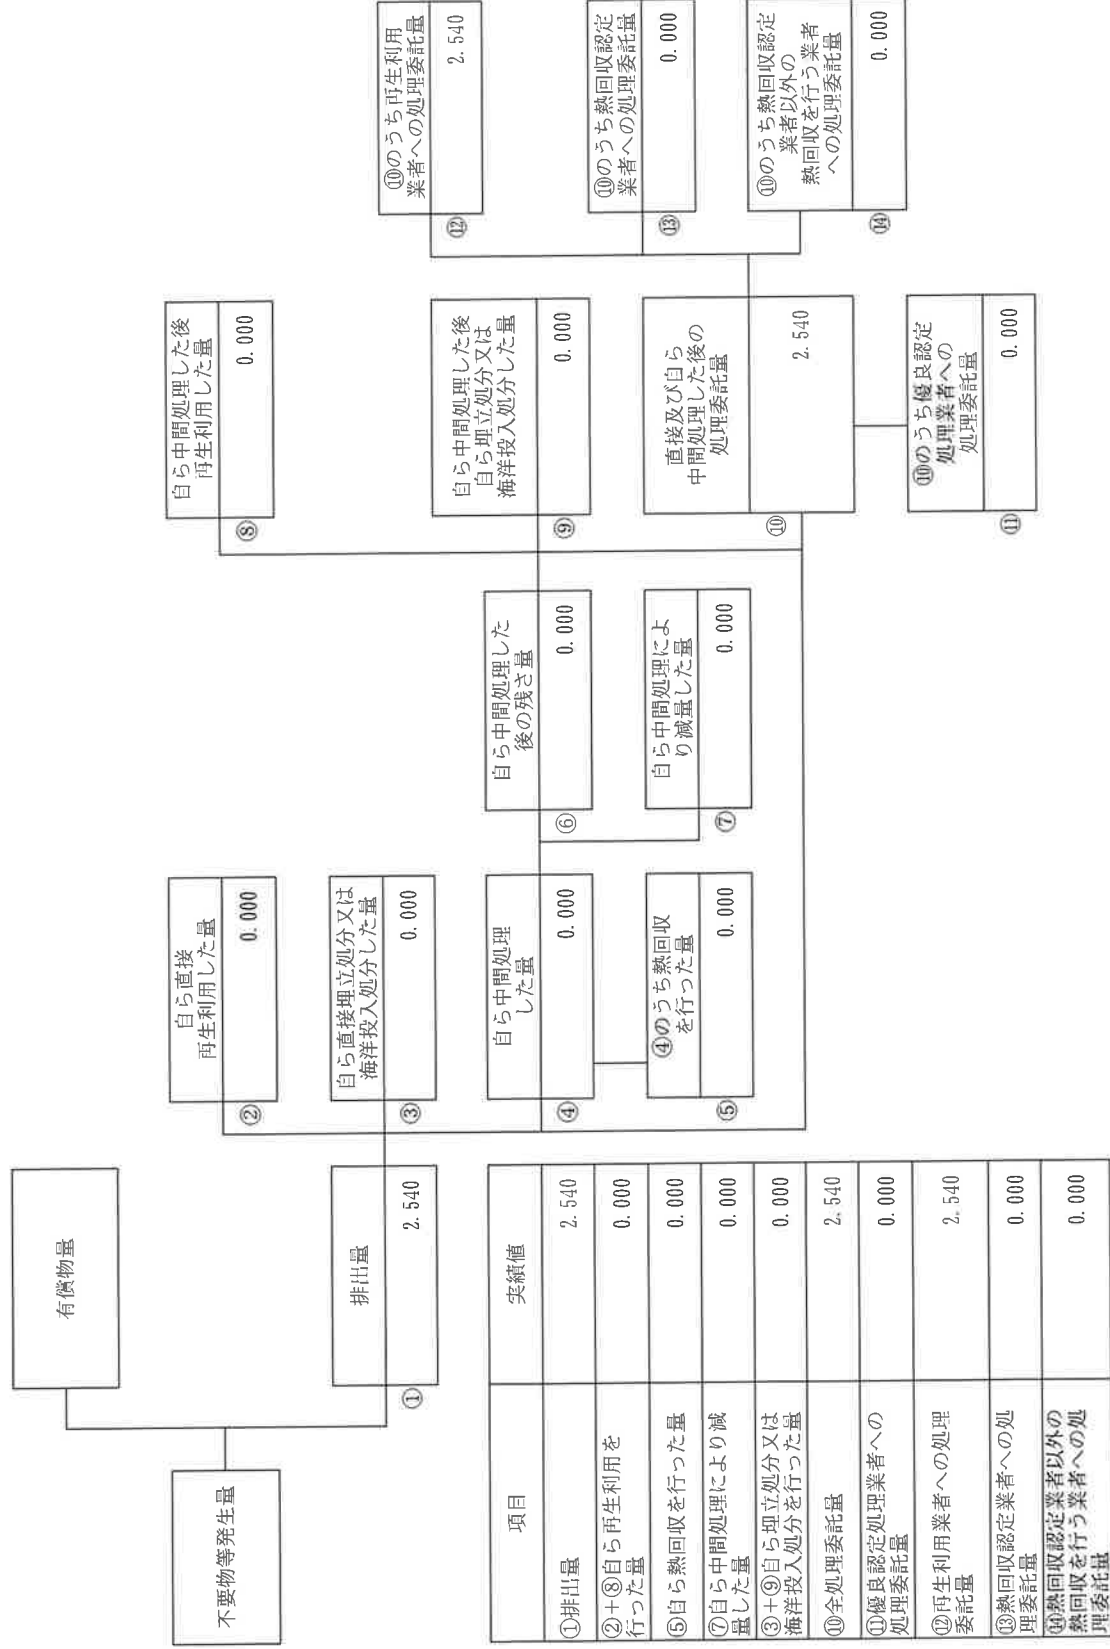 不要物等発生量
有償物量
排出量
① 2.540
自ら直接
再生利用した量
② 0.000
自ら直接埋立処分又は
海洋投入処分した量
③ 0.000
自ら中間処理
した量
④ 0.000
④のうち熱回収
を行った量
⑤ 0.000
自ら中間処理した
後の残さ量
⑥ 0.000
自ら中間処理によ
り減量した量
⑦ 0.000
自ら中間処理した後
再生利用した量
⑧ 0.000
自ら中間処理した後
自ら埋立処分又は
海洋投入処分した量
⑨ 0.000
直接及び自ら
中間処理した後の
処理委託量
⑩ 2.540
⑩のうち優良認定
処理業者への
処理委託量
⑪ 0.000
⑩のうち再生利用
業者への処理委託量
⑫ 2.540
⑩のうち熱回収認定
業者への処理委託量
⑬ 0.000
⑩のうち熱回収認定
業者以外の
熱回収を行う業者
への処理委託量
⑭ 0.000
項目 実績値
①排出量 2.540
②+⑧自ら再生利用を
行った量 0.000
⑤自ら熱回収を行った量 0.000
⑦自ら中間処理により減
量した量 0.000
③+⑨自ら埋立処分又は
海洋投入処分を行った量 0.000
⑩全処理委託量 2.540
⑪優良認定処理業者への
処理委託量 0.000
⑫再生利用業者への処理
委託量 2.540
⑬熱回収認定業者への処
理委託量 0.000
⑭熱回収認定業者以外の
熱回収を行う業者への処
理委託量 0.000